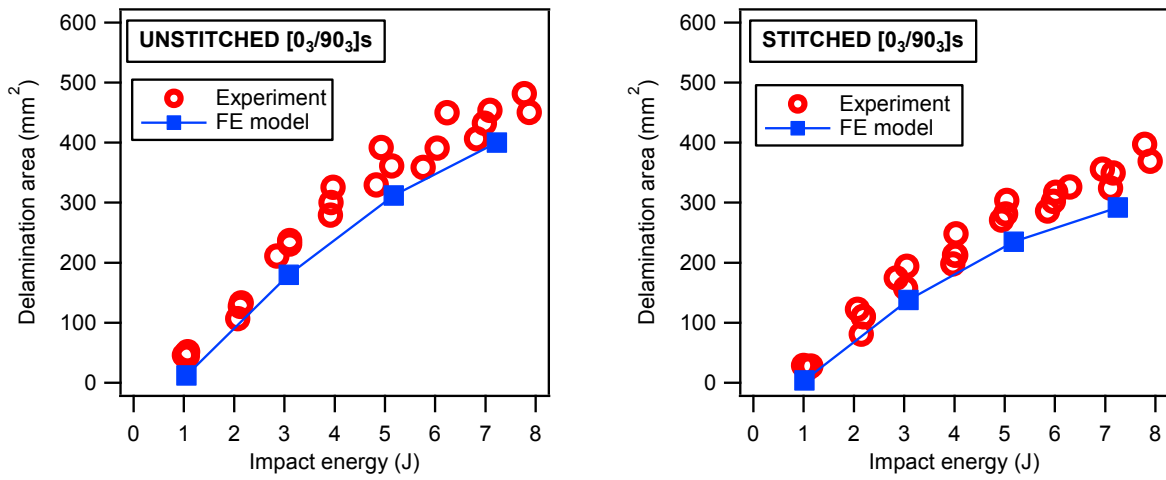 600
500
400
300
200
100
0
Delamination area (mm²)
UNSTITCHED [0₃/90₃]s
Experiment
FE model
0 1 2 3 4 5 6 7 8
Impact energy (J)
600
500
400
300
200
100
0
Delamination area (mm²)
STITCHED [0₃/90₃]s
Experiment
FE model
0 1 2 3 4 5 6 7 8
Impact energy (J)